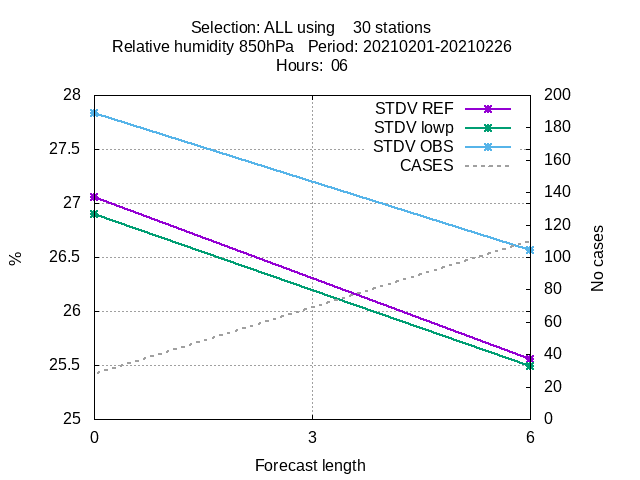 Selection: ALL using 30 stations
Relative humidity 850hPa Period: 20210201-20210226
Hours: 06
28
27.5
27
26.5
26
25.5
25
%
STDV REF
STDV lowp
STDV OBS
CASES
200
180
160
140
120
100
80
60
40
20
0
No cases
0 3 6
Forecast length